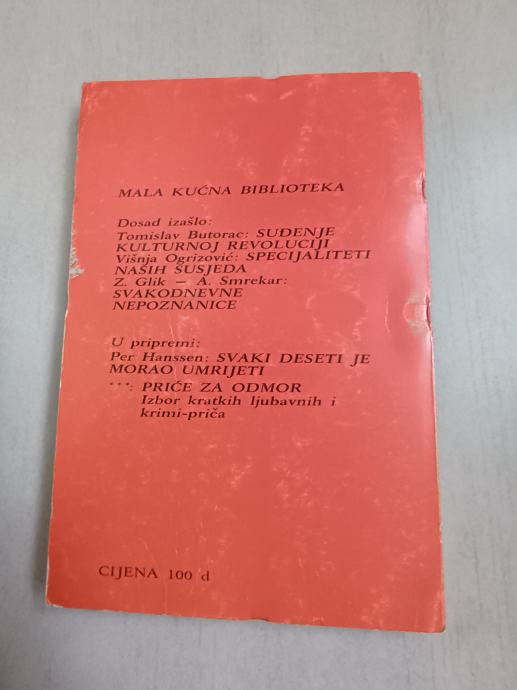 MALA KUĆNA BIBLIOTEKA
Dosad izašlo:
Tomislav Butorac: SUĐENJE
KULTURNOJ REVOLUCIJI
Višnja Ogrizović: SPECIJALITETI
NAŠIH SUSJEDA
Z. Glik — A. Smrekar:
SVAKODNEVNE
NEPOZNANICE
U pripremi:
Per Hanssen: SVAKI DESETI JE
MORAO UMRIJETI
***: PRIČE ZA ODMOR
Izbor kratkih ljubavnih i
krimi-priča
CIJENA 100 d